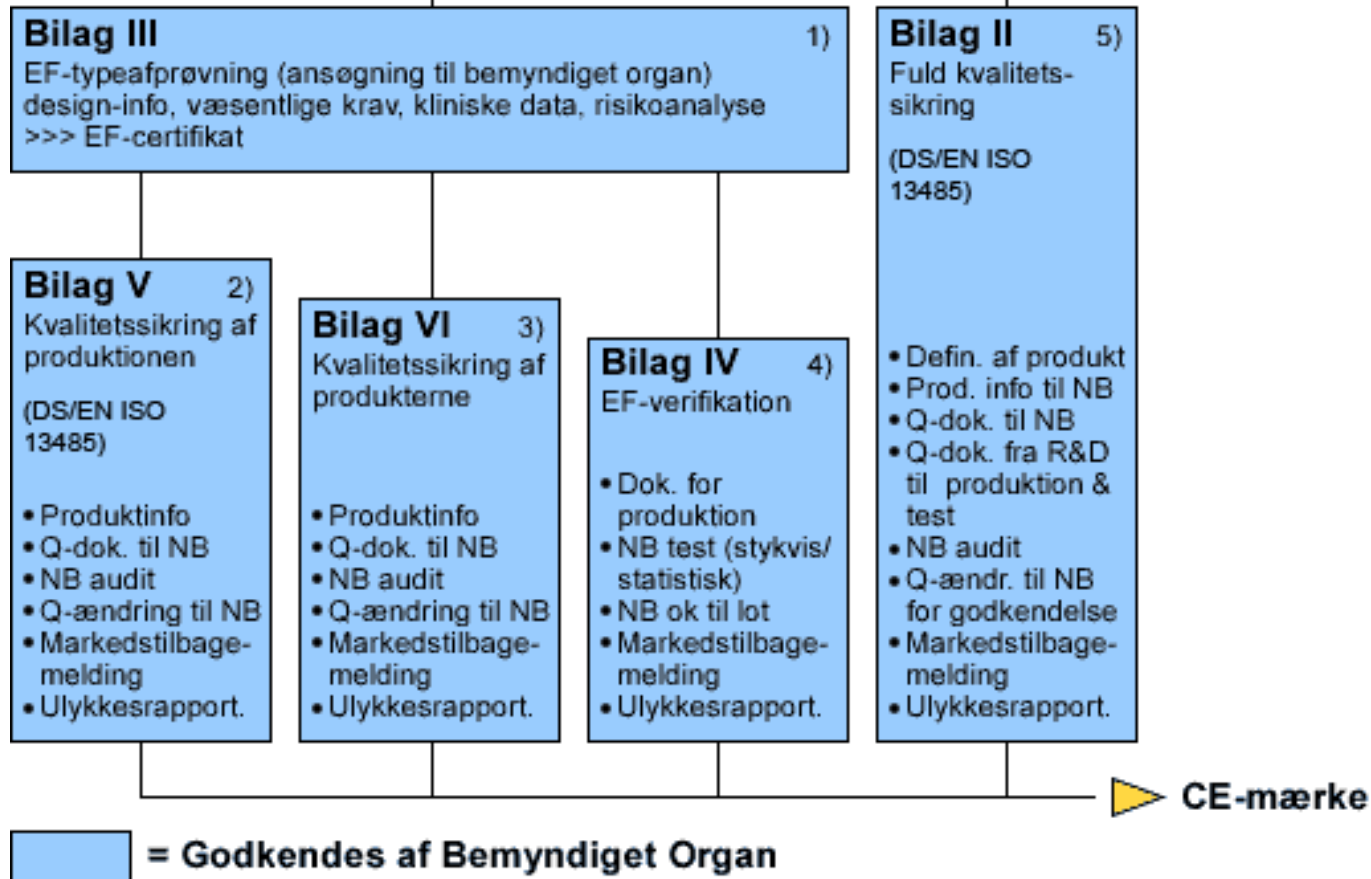 Bilag III 1)
EF-typeafprøvning (ansøgning til bemyndiget organ)
design-info, væsentlige krav, kliniske data, risikoanalyse
>>> EF-certifikat
Bilag II 5)
Fuld kvalitets-
sikring
(DS/EN ISO
13485)
• Defin. af produkt
• Prod. info til NB
• Q-dok. til NB
• Q-dok. fra R&D
til produktion &
test
• NB audit
• Q-ændr. til NB
for godkendelse
• Markedstilbage-
melding
• Ulykkesrapport.
Bilag V 2)
Kvalitetssikring af
produktionen
(DS/EN ISO
13485)
• Produktinfo
• Q-dok. til NB
• NB audit
• Q-ændring til NB
• Markedstilbage-
melding
• Ulykkesrapport.
Bilag VI 3)
Kvalitetssikring af
produkterne
• Produktinfo
• Q-dok. til NB
• NB audit
• Q-ændring til NB
• Markedstilbage-
melding
• Ulykkesrapport.
Bilag IV 4)
EF-verifikation
• Dok. for
produktion
• NB test (stykvis/
statistisk)
• NB ok til lot
• Markedstilbage-
melding
• Ulykkesrapport.
CE-mærke
= Godkendes af Bemyndiget Organ